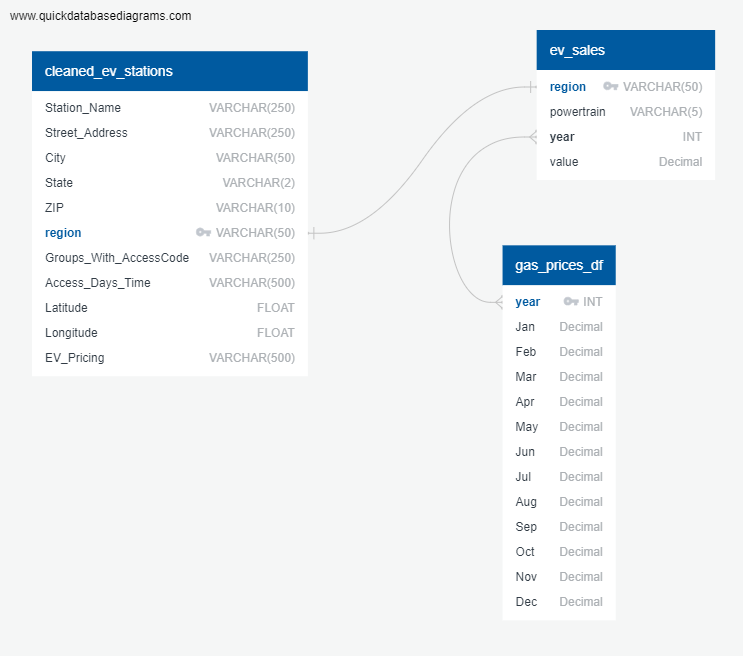 www.quickdatabasediagrams.com
cleaned_ev_stations
Station_Name VARCHAR(250)
Street_Address VARCHAR(250)
City VARCHAR(50)
State VARCHAR(2)
ZIP VARCHAR(10)
region VARCHAR(50)
Groups_With_AccessCode VARCHAR(250)
Access_Days_Time VARCHAR(500)
Latitude FLOAT
Longitude FLOAT
EV_Pricing VARCHAR(500)
ev_sales
region VARCHAR(50)
powertrain VARCHAR(5)
year INT
value Decimal
gas_prices_df
year INT
Jan Decimal
Feb Decimal
Mar Decimal
Apr Decimal
May Decimal
Jun Decimal
Jul Decimal
Aug Decimal
Sep Decimal
Oct Decimal
Nov Decimal
Dec Decimal